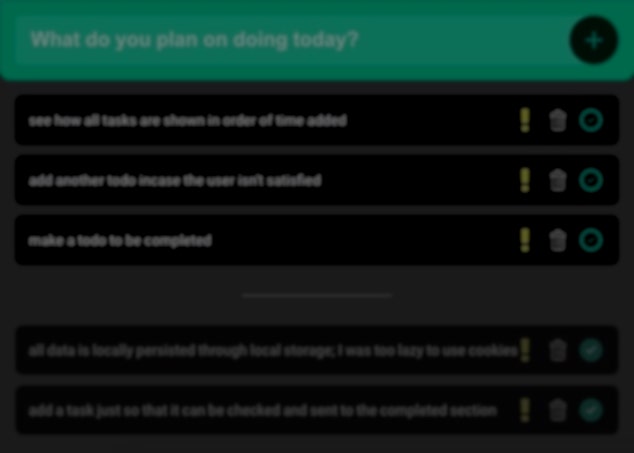 What do you plan on doing today?
see how all tasks are shown in order of time added
add another todo incase the user isn't satisfied
make a todo to be completed
all data is locally persisted through local storage; I was too lazy to use cookies
add a task just so that it can be checked and sent to the completed section